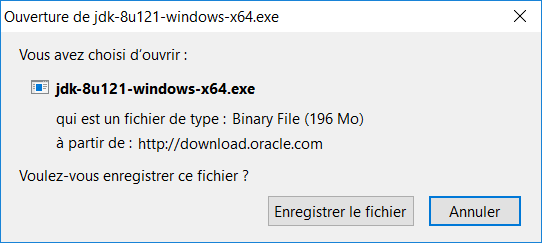 Ouverture de jdk-8u121-windows-x64.exe
Vous avez choisi d'ouvrir :
jdk-8u121-windows-x64.exe
qui est un fichier de type : Binary File (196 Mo)
à partir de : http://download.oracle.com
Voulez-vous enregistrer ce fichier ?
Enregistrer le fichier Annuler